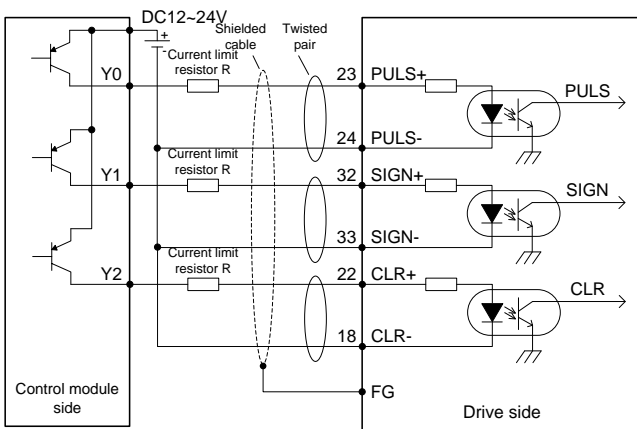 DC12~24V
+
-
Shielded
cable
Twisted
pair
Current limit
resistor R
Y0
23
PULS+
PULS
24
PULS-
Current limit
resistor R
Y1
32
SIGN+
SIGN
33
SIGN-
Current limit
resistor R
Y2
22
CLR+
CLR
18
CLR-
FG
Control module
side
Drive side